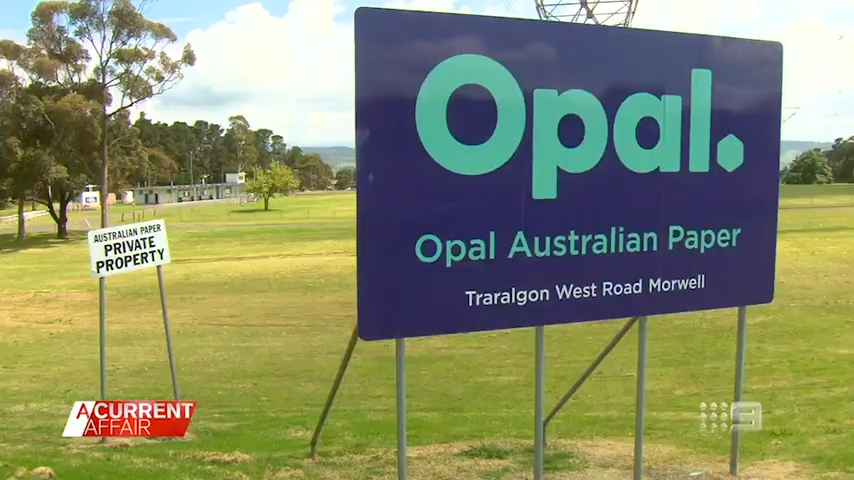 Opal.
Opal Australian Paper
Traralgon West Road Morwell
AUSTRALIAN PAPER
PRIVATE
PROPERTY
A CURRENT
AFFAIR
9